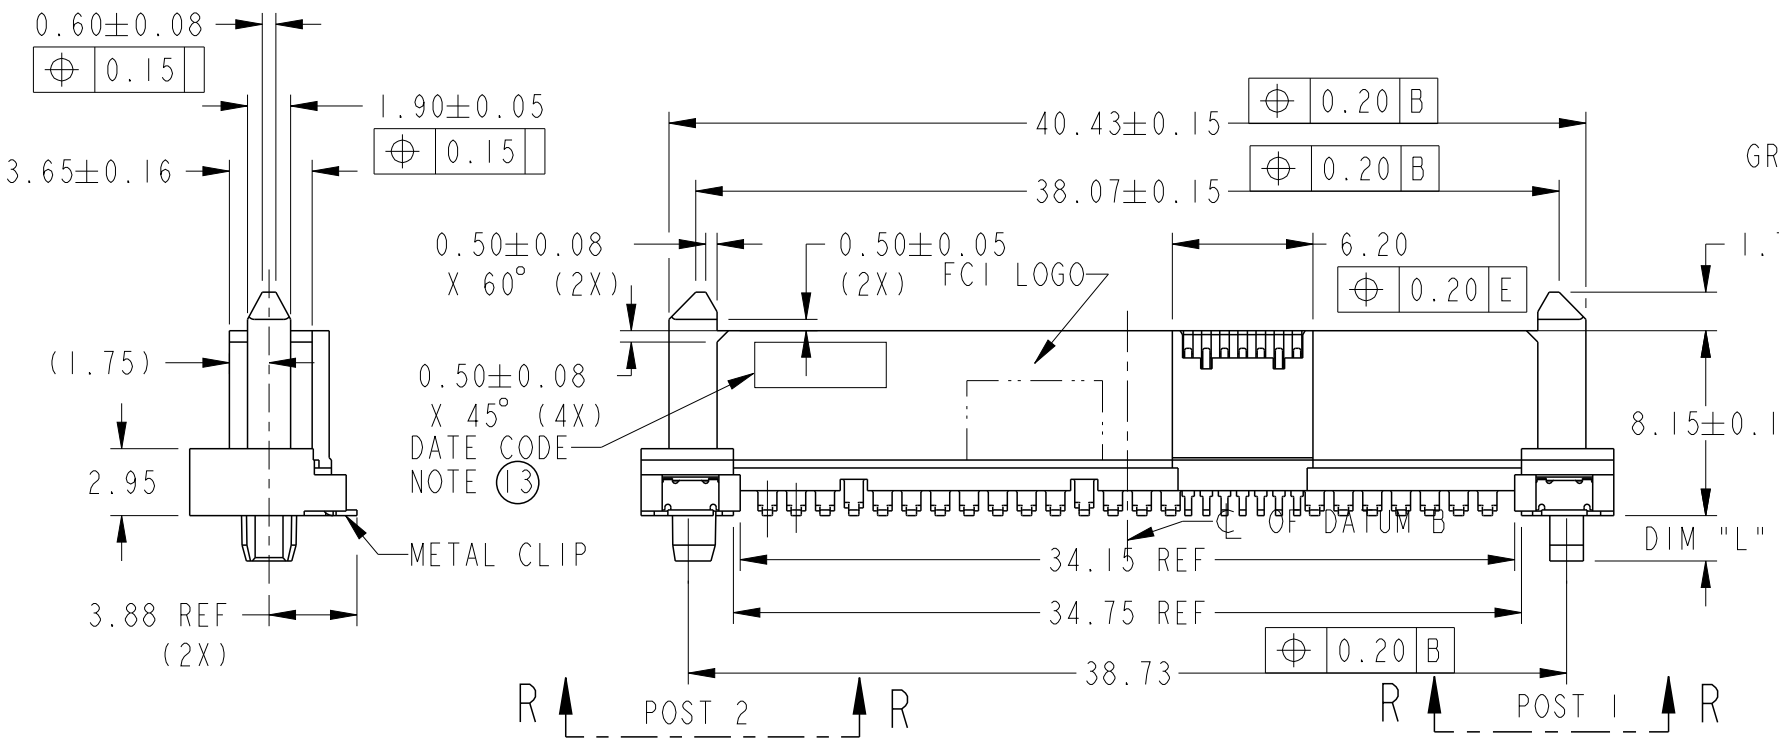 0.60±0.08
⌖ 0.15
1.90±0.05
⌖ 0.15
3.65±0.16
(1.75)
2.95
3.88 REF
(2X)
METAL CLIP
⌖ 0.20 B
40.43±0.15
⌖ 0.20 B
38.07±0.15
GR
0.50±0.08
X 60° (2X)
0.50±0.05
(2X)
FCI LOGO
6.20
⌖ 0.20 E
1.
0.50±0.08
X 45° (4X)
DATE CODE
NOTE 13
8.15±0.1
℄ OF DATUM B
DIM "L"
34.15 REF
34.75 REF
⌖ 0.20 B
38.73
R POST 2 R
R POST 1 R